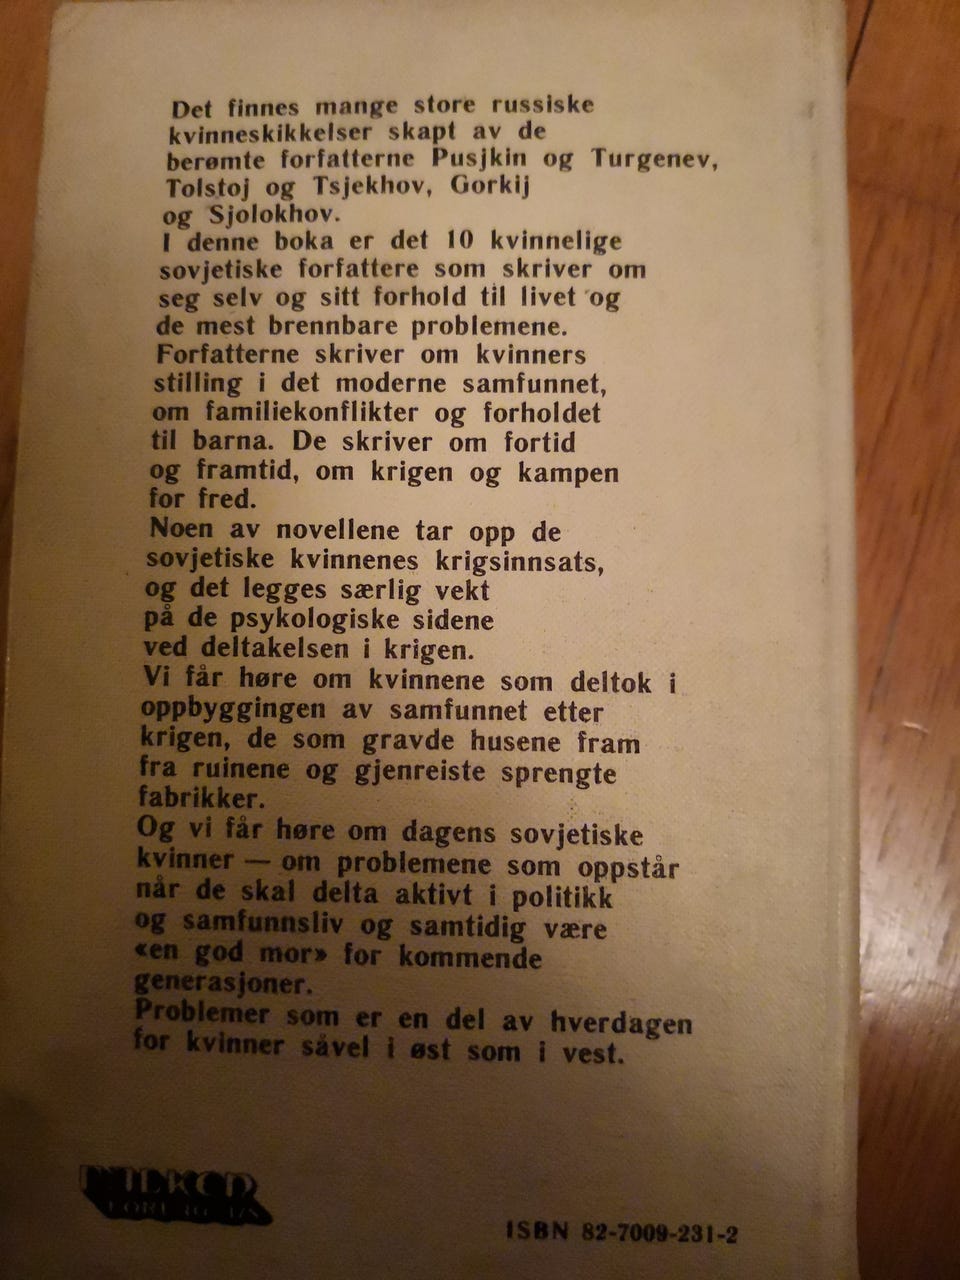 Det finnes mange store russiske
kvinneskikkelser skapt av de
berømte forfatterne Pusjkin og Turgenev,
Tolstoj og Tsjekhov, Gorkij
og Sjolokhov.
I denne boka er det 10 kvinnelige
sovjetiske forfattere som skriver om
seg selv og sitt forhold til livet og
de mest brennbare problemene.
Forfatterne skriver om kvinners
stilling i det moderne samfunnet,
om familiekonflikter og forholdet
til barna. De skriver om fortid
og framtid, om krigen og kampen
for fred.
Noen av novellene tar opp de
sovjetiske kvinnenes krigsinnsats,
og det legges særlig vekt
på de psykologiske sidene
ved deltakelsen i krigen.
Vi får høre om kvinnene som deltok i
oppbyggingen av samfunnet etter
krigen, de som gravde husene fram
fra ruinene og gjenreiste sprengte
fabrikker.
Og vi får høre om dagens sovjetiske
kvinner — om problemene som oppstår
når de skal delta aktivt i politikk
og samfunnsliv og samtidig være
«en god mor» for kommende
generasjoner.
Problemer som er en del av hverdagen
for kvinner såvel i øst som i vest.
ISBN 82-7009-231-2